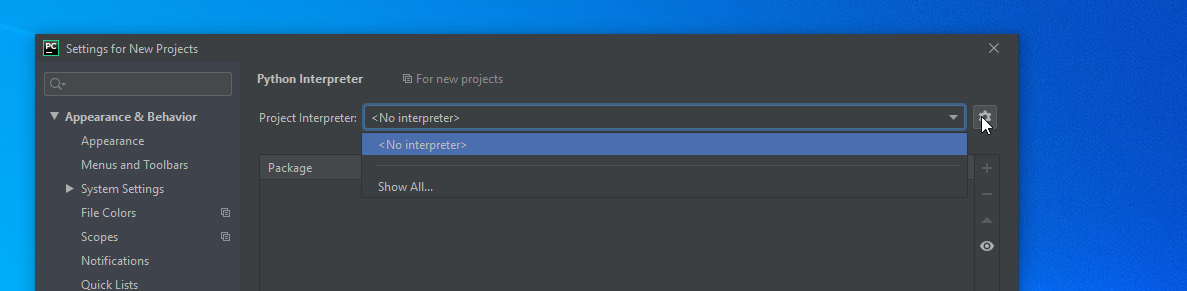 PC Settings for New Projects
Python Interpreter For new projects
Appearance & Behavior
Project Interpreter: <No interpreter>
Appearance
<No interpreter>
Menus and Toolbars
Package
System Settings
Show All...
File Colors
Scopes
Notifications
Quick Lists